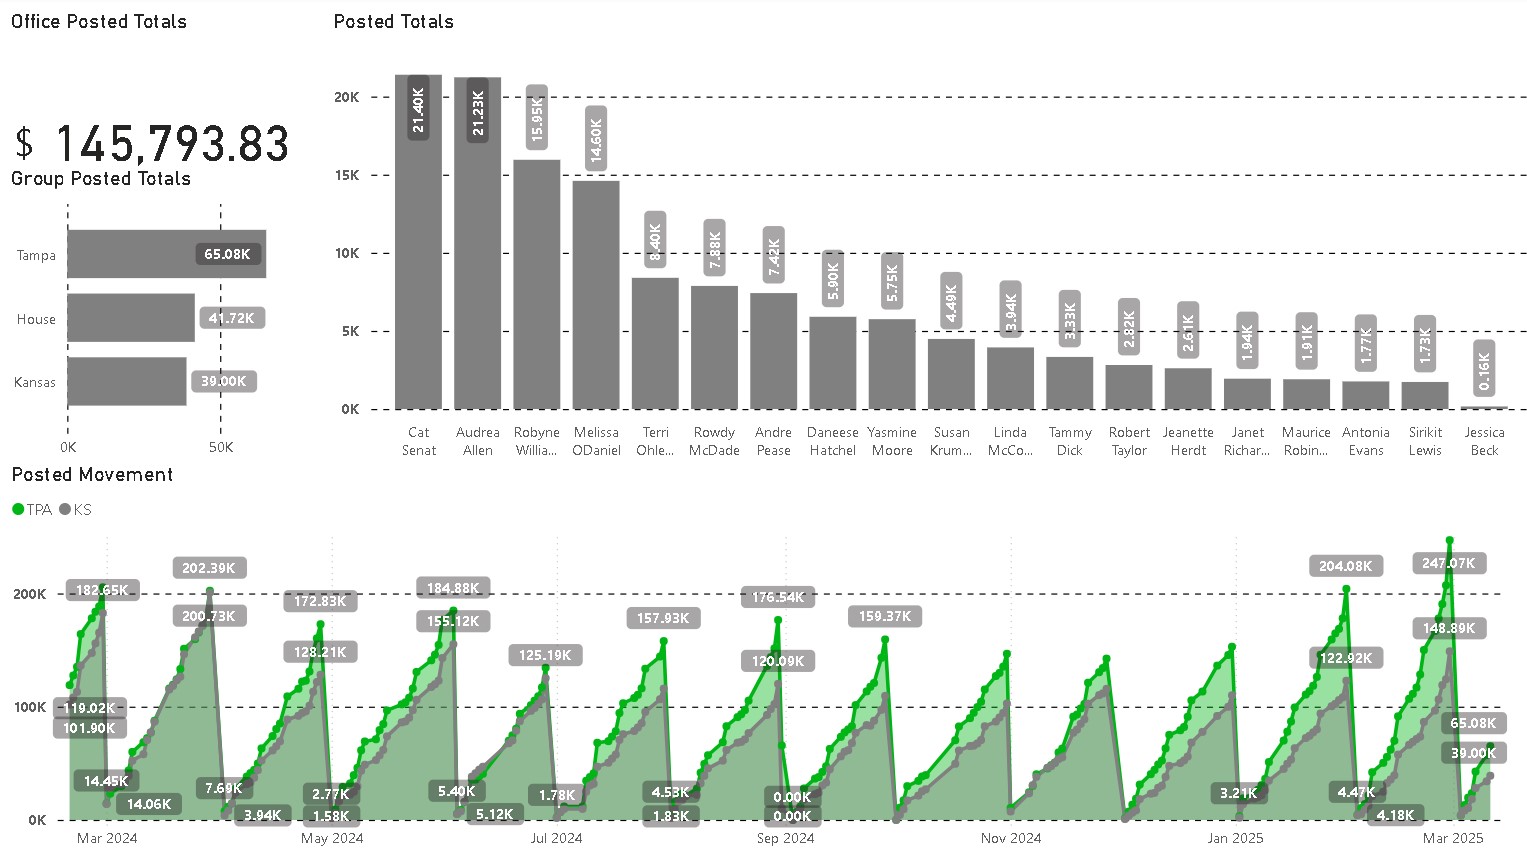 Office Posted Totals
$ 145,793.83
Group Posted Totals
Tampa
65.08K
House
41.72K
Kansas
39.00K
0K
50K
Posted Totals
20K
15K
10K
5K
0K
21.40K
21.23K
15.95K
14.60K
8.40K
7.88K
7.42K
5.90K
5.75K
4.49K
3.94K
3.33K
2.82K
2.61K
1.94K
1.91K
1.77K
1.73K
0.16K
Cat
Senat
Audrea
Allen
Robyne
Willia...
Melissa
ODaniel
Terri
Ohle...
Rowdy
McDade
Andre
Pease
Daneese
Hatchel
Yasmine
Moore
Susan
Krum...
Linda
McCo...
Tammy
Dick
Robert
Taylor
Jeanette
Herdt
Janet
Richar...
Maurice
Robin...
Antonia
Evans
Sirikit
Lewis
Jessica
Beck
Posted Movement
TPA KS
200K
100K
0K
182.65K
119.02K
101.90K
14.45K
14.06K
202.39K
200.73K
7.69K
3.94K
172.83K
128.21K
2.77K
1.58K
184.88K
155.12K
5.40K
5.12K
125.19K
1.78K
157.93K
4.53K
1.83K
176.54K
120.09K
0.00K
0.00K
159.37K
3.21K
204.08K
122.92K
4.47K
4.18K
247.07K
148.89K
65.08K
39.00K
Mar 2024
May 2024
Jul 2024
Sep 2024
Nov 2024
Jan 2025
Mar 2025